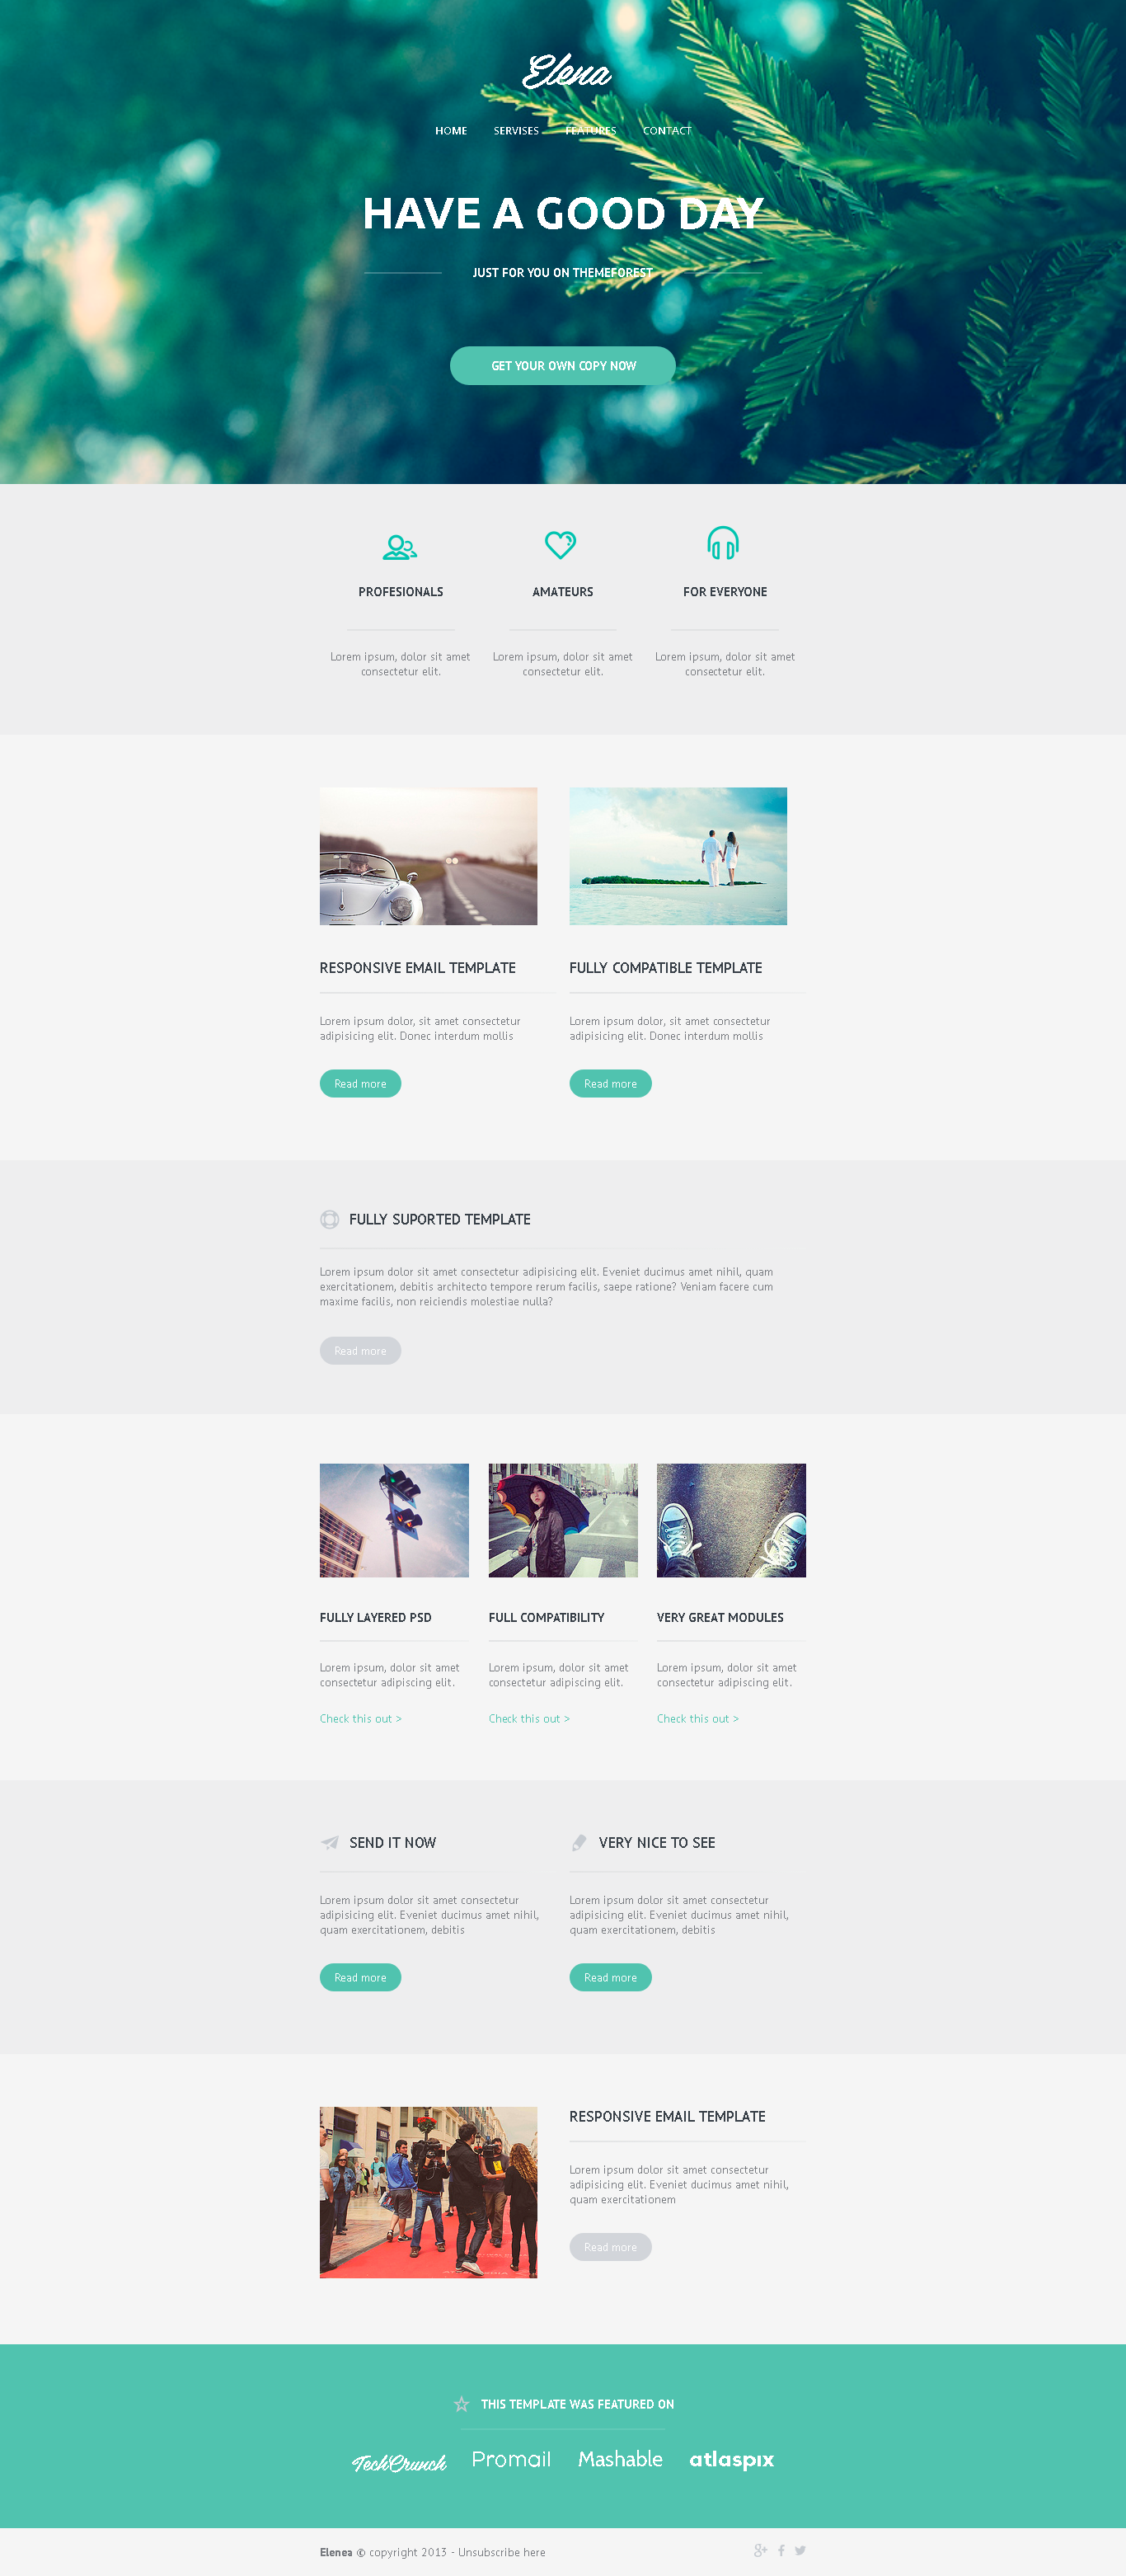 Elena
HOME SERVISES FEATURES CONTACT
HAVE A GOOD DAY
JUST FOR YOU ON THEMEFOREST
GET YOUR OWN COPY NOW
PROFESIONALS
Lorem ipsum, dolor sit amet
consectetur elit.
AMATEURS
Lorem ipsum, dolor sit amet
consectetur elit.
FOR EVERYONE
Lorem ipsum, dolor sit amet
consectetur elit.
RESPONSIVE EMAIL TEMPLATE
Lorem ipsum dolor, sit amet consectetur
adipisicing elit. Donec interdum mollis
Read more
FULLY COMPATIBLE TEMPLATE
Lorem ipsum dolor, sit amet consectetur
adipisicing elit. Donec interdum mollis
Read more
FULLY SUPORTED TEMPLATE
Lorem ipsum dolor sit amet consectetur adipisicing elit. Eveniet ducimus amet nihil, quam
exercitationem, debitis architecto tempore rerum facilis, saepe ratione? Veniam facere cum
maxime facilis, non reiciendis molestiae nulla?
Read more
FULLY LAYERED PSD
Lorem ipsum, dolor sit amet
consectetur adipiscing elit.
Check this out >
FULL COMPATIBILITY
Lorem ipsum, dolor sit amet
consectetur adipiscing elit.
Check this out >
VERY GREAT MODULES
Lorem ipsum, dolor sit amet
consectetur adipiscing elit.
Check this out >
SEND IT NOW
Lorem ipsum dolor sit amet consectetur
adipisicing elit. Eveniet ducimus amet nihil,
quam exercitationem, debitis
Read more
VERY NICE TO SEE
Lorem ipsum dolor sit amet consectetur
adipisicing elit. Eveniet ducimus amet nihil,
quam exercitationem, debitis
Read more
RESPONSIVE EMAIL TEMPLATE
Lorem ipsum dolor sit amet consectetur
adipisicing elit. Eveniet ducimus amet nihil,
quam exercitationem
Read more
THIS TEMPLATE WAS FEATURED ON
TechCrunch Promail Mashable atlaspix
Elenea © copyright 2013 - Unsubscribe here